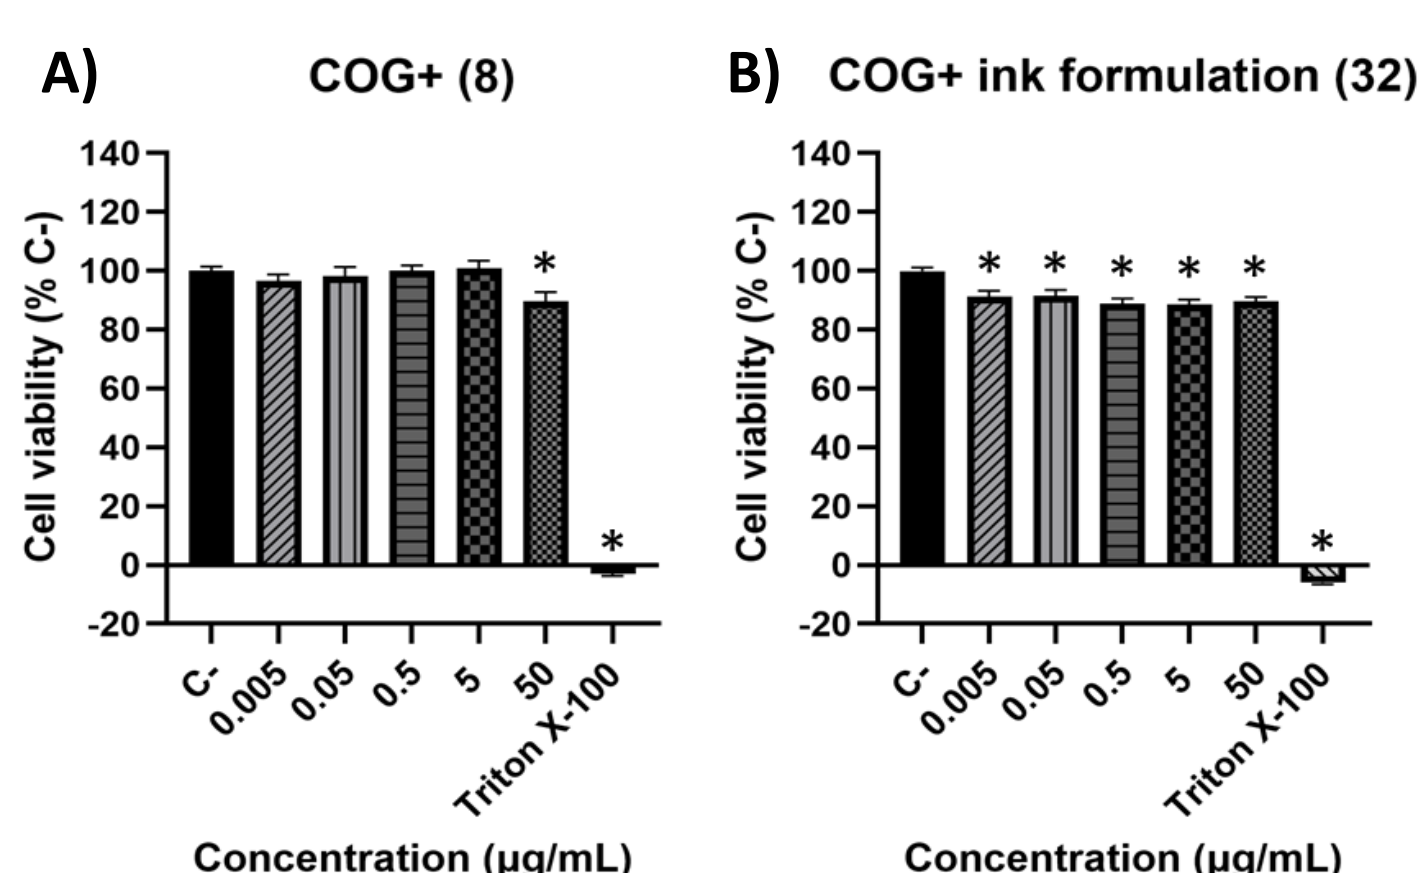 A) COG+ (8)
140
120
100
80
60
40
20
0
-20
Cell viability (% C-)
* *
C- 0.005 0.05 0.5 5 50 Triton X-100
Concentration (µg/mL)
B) COG+ ink formulation (32)
140
120
100
80
60
40
20
0
-20
Cell viability (% C-)
* * * * * *
C- 0.005 0.05 0.5 5 50 Triton X-100
Concentration (µg/mL)